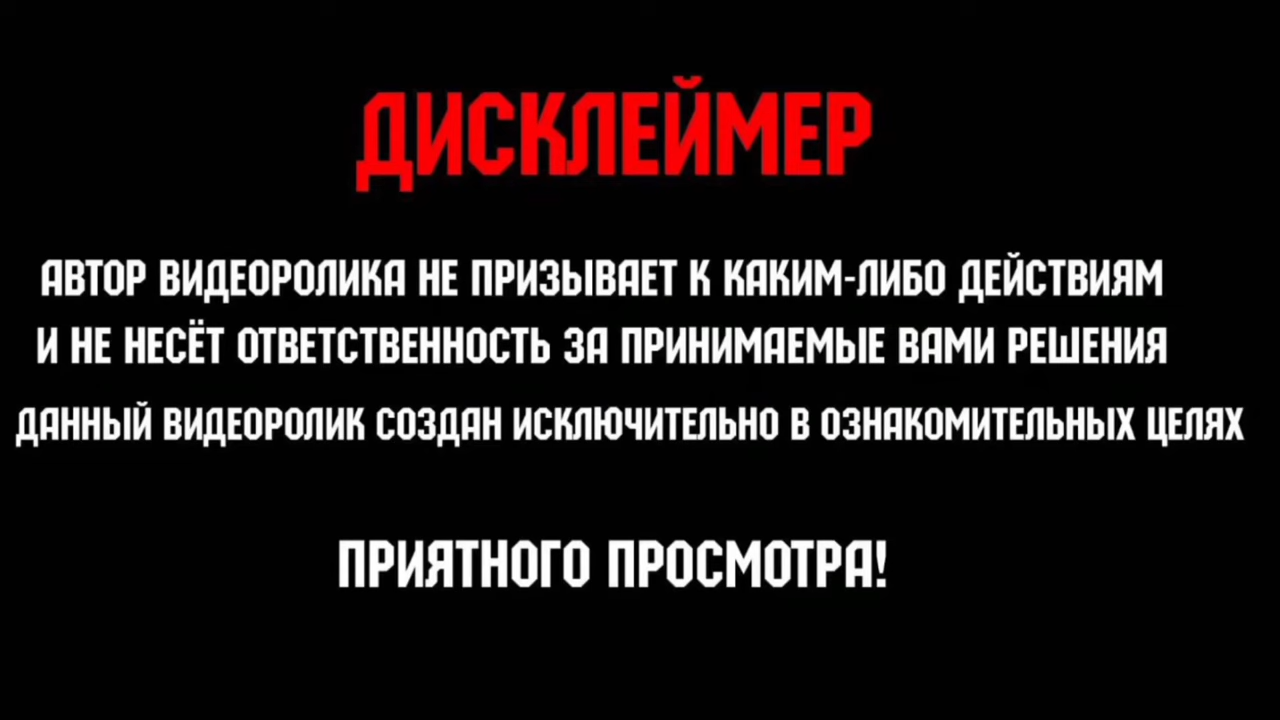 ДИСКЛЕЙМЕР
АВТОР ВИДЕОРОЛИКА НЕ ПРИЗЫВАЕТ К КАКИМ-ЛИБО ДЕЙСТВИЯМ
И НЕ НЕСЁТ ОТВЕТСТВЕННОСТЬ ЗА ПРИНИМАЕМЫЕ ВАМИ РЕШЕНИЯ
ДАННЫЙ ВИДЕОРОЛИК СОЗДАН ИСКЛЮЧИТЕЛЬНО В ОЗНАКОМИТЕЛЬНЫХ ЦЕЛЯХ
ПРИЯТНОГО ПРОСМОТРА!